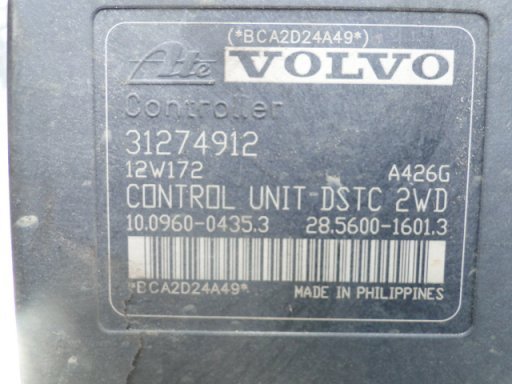 (*BCA2D24A49*)
Ate VOLVO
Controller
31274912
12W172 A426G
CONTROL UNIT-DSTC 2WD
10.0960-0435.3 28.5600-1601.3
*BCA2D24A49*
MADE IN PHILIPPINES